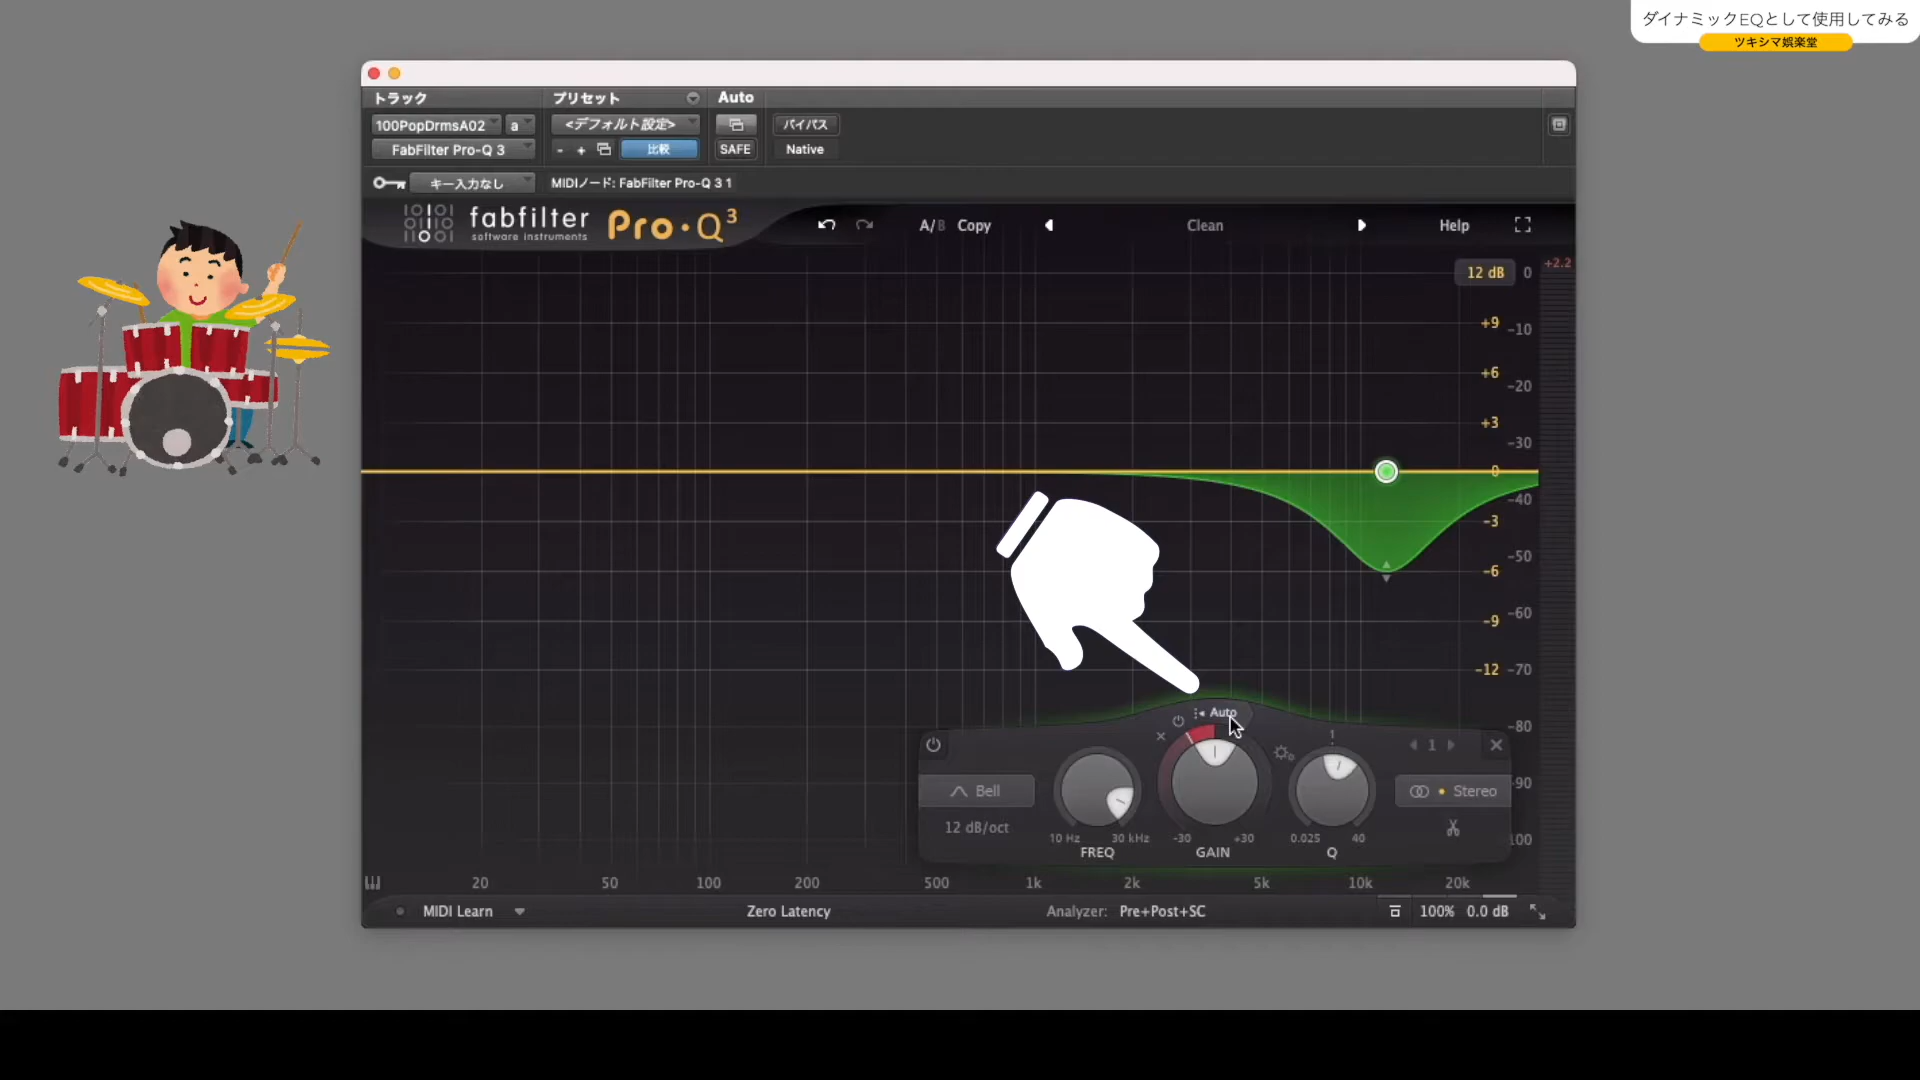 ダイナミックEQとして使用してみる
ツキシマ娯楽堂
トラック
プリセット
Auto
100PopDrmsA02
a
<デフォルト設定>
バイパス
FabFilter Pro-Q 3
- +
比較
SAFE
Native
キー入力なし
MIDIノード: FabFilter Pro-Q 3 1
fabfilter
software instruments
Pro・Q3
A/B
Copy
Clean
Help
12 dB
0
+2.2
+9
-10
+6
-20
+3
-30
0
-40
-3
-50
-6
-60
-9
-12
-70
Auto
-80
1
Bell
Stereo
-90
12 dB/oct
10 Hz
30 kHz
-30
+30
0.025
40
100
FREQ
GAIN
Q
20
50
100
200
500
1k
2k
5k
10k
20k
MIDI Learn
Zero Latency
Analyzer:
Pre+Post+SC
100%
0.0 dB